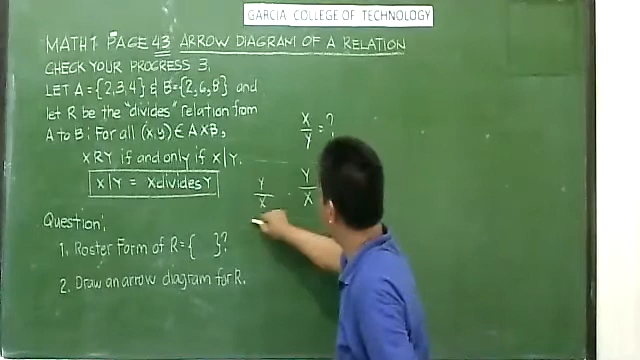 GARCIA COLLEGE OF TECHNOLOGY
MATH 1 PAGE 43 ARROW DIAGRAM OF A RELATION
CHECK YOUR PROGRESS 3.
LET A = {2,3,4} & B = {2,6,8} and
let R be the "divides" relation from
A to B: For all (x,y) ∈ A X B,
x R Y if and only if x | Y.
X | Y = X divides Y
X/Y = ?
Y/X · Y/X
Question:
1. Roster Form of R = { }?
2. Draw an arrow diagram for R.